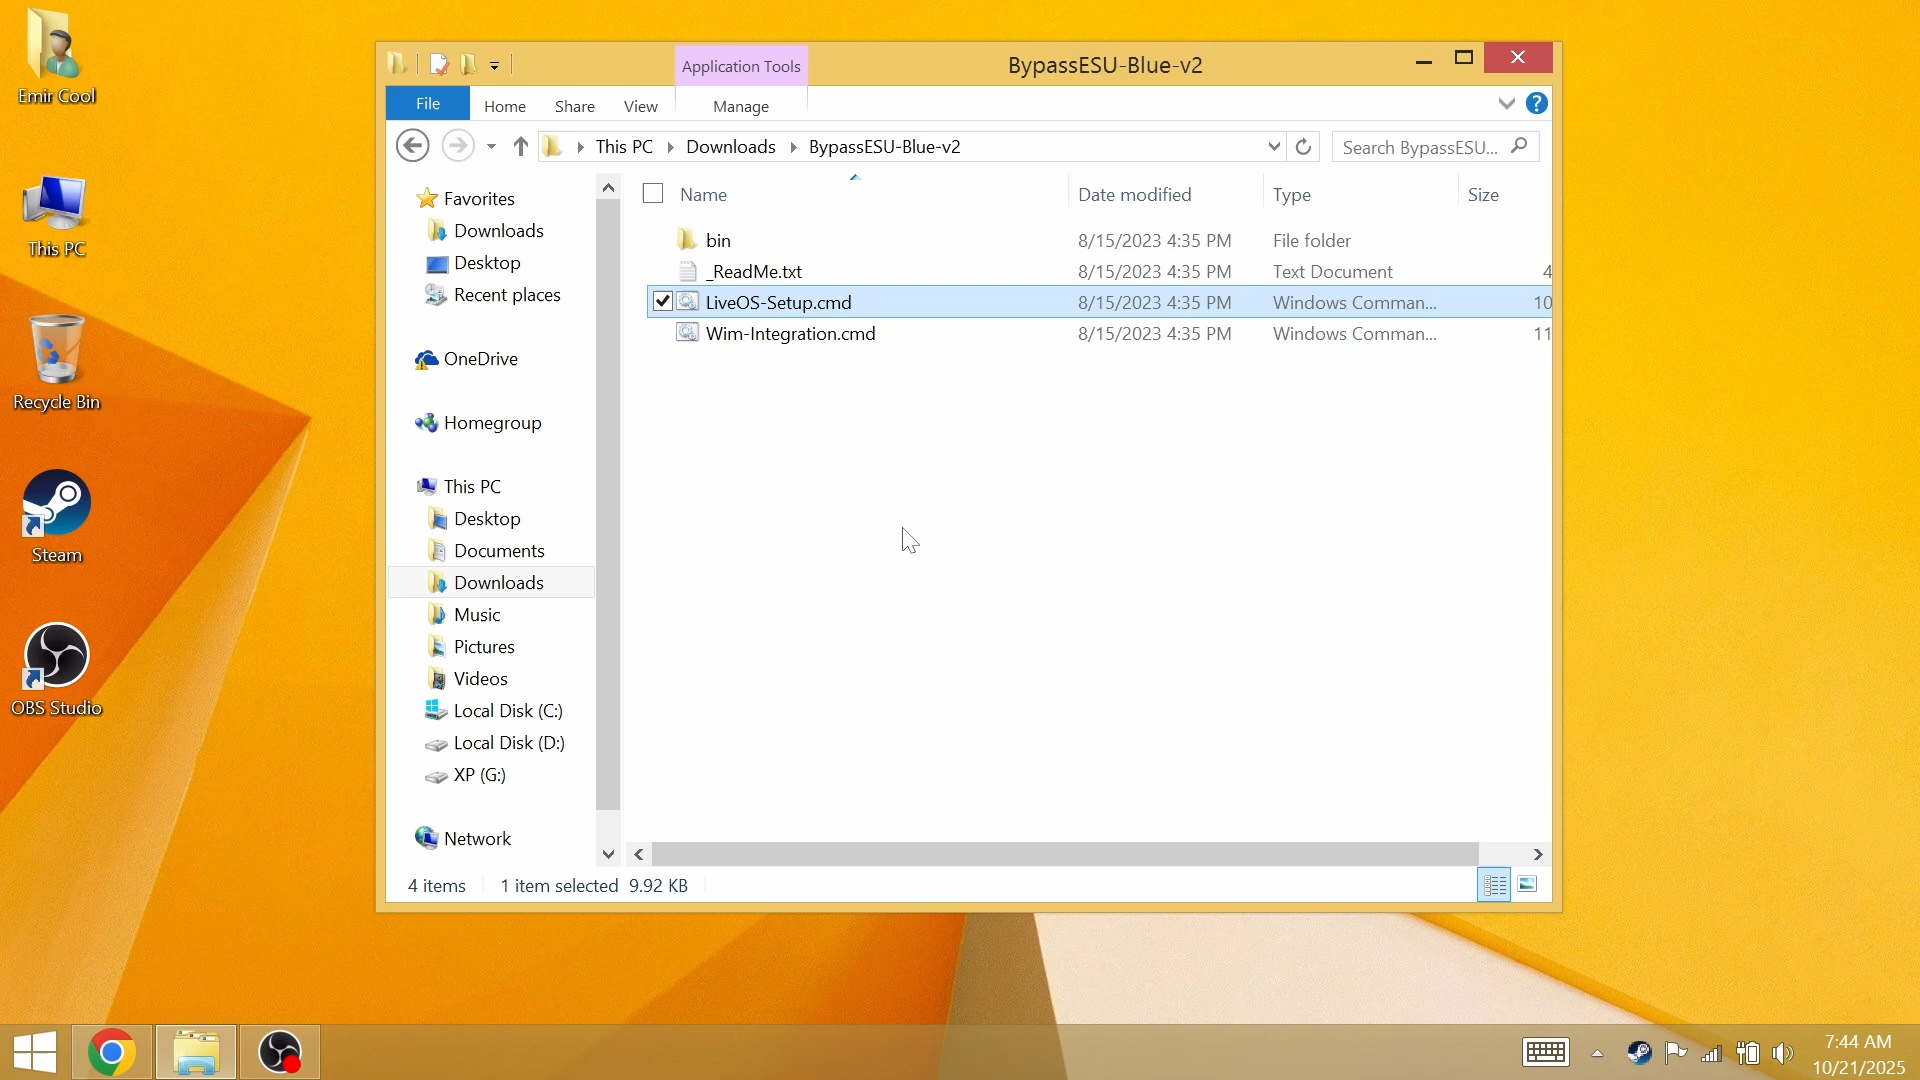 Emir Cool
This PC
Recycle Bin
Steam
OBS Studio
Application Tools
BypassESU-Blue-v2
File
Home
Share
View
Manage
This PC
Downloads
BypassESU-Blue-v2
Search BypassESU...
Favorites
Downloads
Desktop
Recent places
OneDrive
Homegroup
This PC
Desktop
Documents
Downloads
Music
Pictures
Videos
Local Disk (C:)
Local Disk (D:)
XP (G:)
Network
Name Date modified Type Size
bin 8/15/2023 4:35 PM File folder
_ReadMe.txt 8/15/2023 4:35 PM Text Document 4
LiveOS-Setup.cmd 8/15/2023 4:35 PM Windows Comman... 10
Wim-Integration.cmd 8/15/2023 4:35 PM Windows Comman... 11
4 items 1 item selected 9.92 KB
7:44 AM
10/21/2025